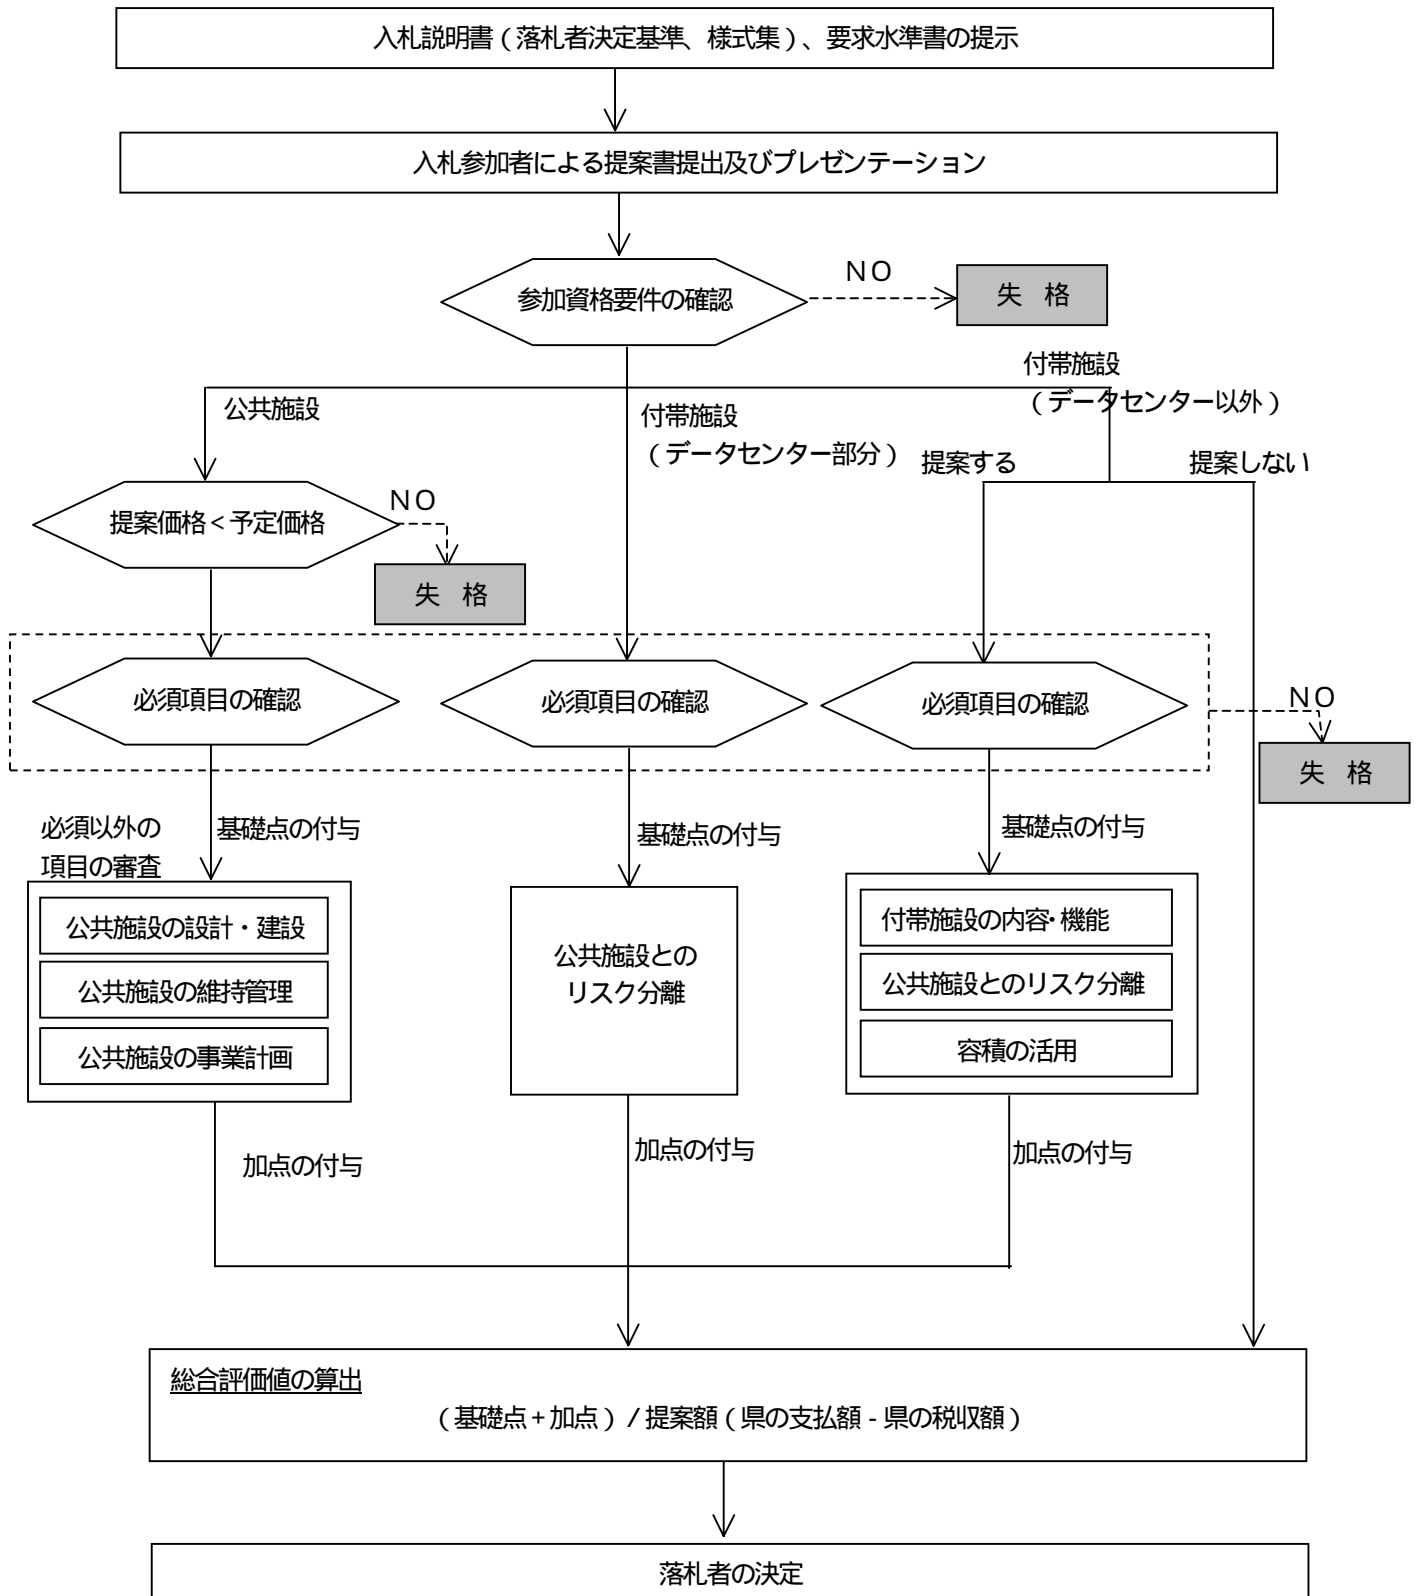 入札説明書（落札者決定基準、様式集）、要求水準書の提示
入札参加者による提案書提出及びプレゼンテーション
参加資格要件の確認
ＮＯ
失　格
公共施設
付帯施設
（データセンター部分）
付帯施設
（データセンター以外）
提案する
提案しない
提案価格＜予定価格
ＮＯ
失　格
必須項目の確認
必須項目の確認
必須項目の確認
ＮＯ
失　格
必須以外の
項目の審査
基礎点の付与
基礎点の付与
基礎点の付与
公共施設の設計・建設
公共施設の維持管理
公共施設の事業計画
公共施設との
リスク分離
付帯施設の内容・機能
公共施設とのリスク分離
容積の活用
加点の付与
加点の付与
加点の付与
総合評価値の算出
（基礎点＋加点）／提案額（県の支払額－県の税収額）
落札者の決定